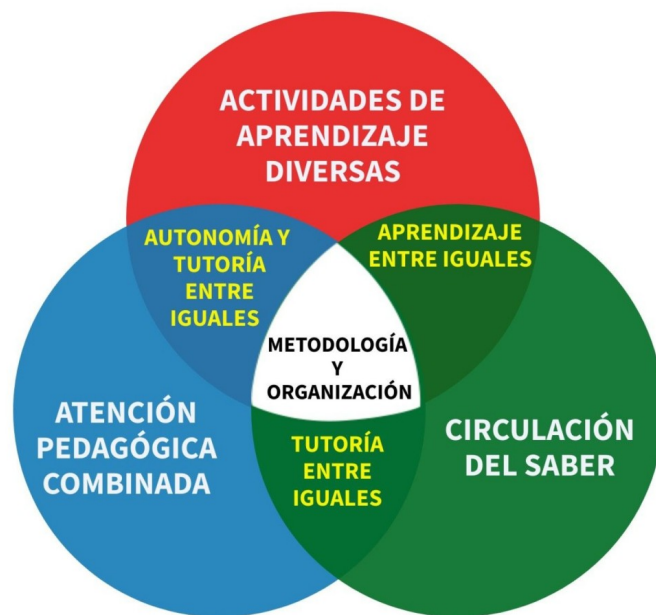 ACTIVIDADES DE
APRENDIZAJE
DIVERSAS
AUTONOMÍA Y
TUTORÍA
ENTRE
IGUALES
APRENDIZAJE
ENTRE IGUALES
METODOLOGÍA
Y
ORGANIZACIÓN
ATENCIÓN
PEDAGÓGICA
COMBINADA
CIRCULACIÓN
DEL SABER
TUTORÍA
ENTRE
IGUALES